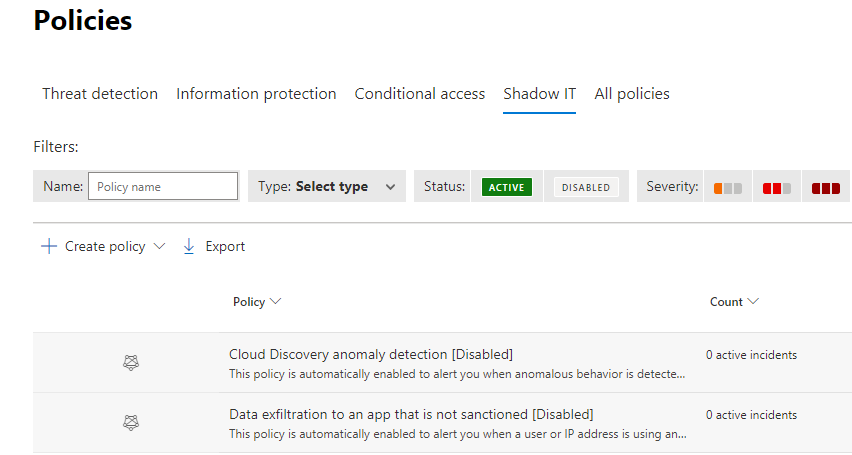 Policies
Threat detection Information protection Conditional access Shadow IT All policies
Filters:
Name: Policy name Type: Select type Status: ACTIVE DISABLED Severity:
Create policy Export
Policy Count
Cloud Discovery anomaly detection [Disabled] 0 active incidents
This policy is automatically enabled to alert you when anomalous behavior is detecte...
Data exfiltration to an app that is not sanctioned [Disabled] 0 active incidents
This policy is automatically enabled to alert you when a user or IP address is using an...